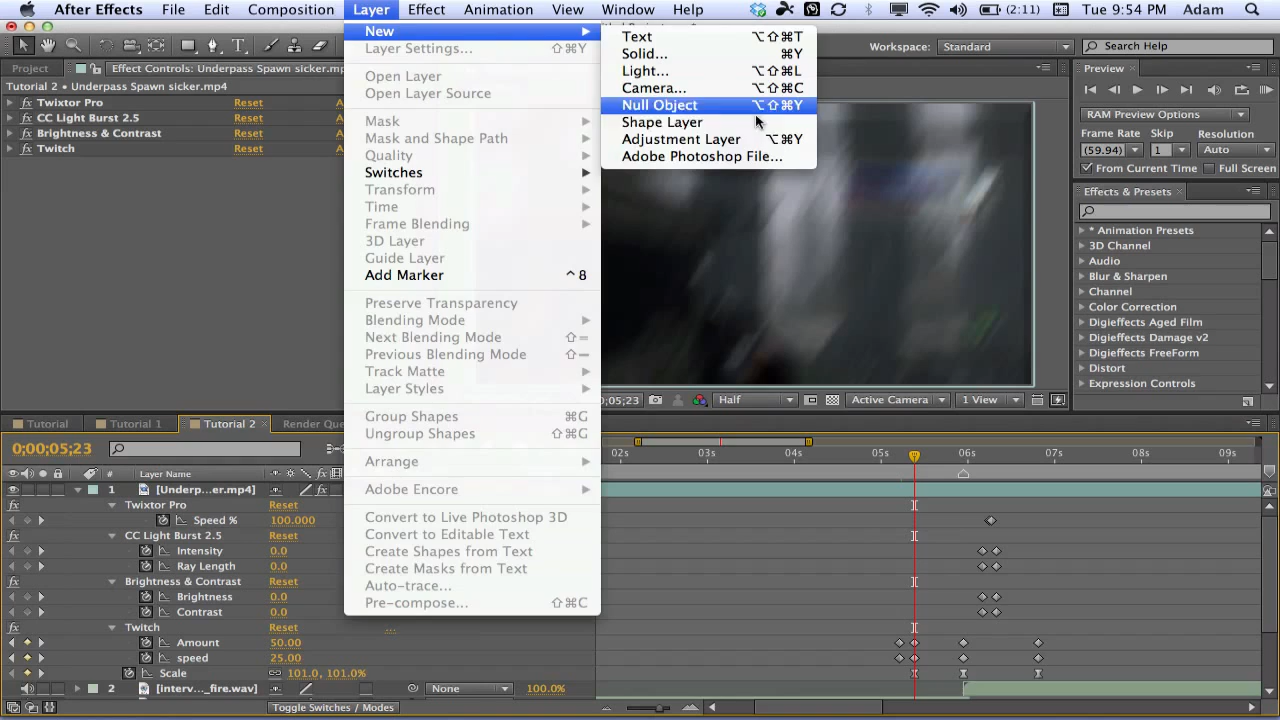 After Effects File Edit Composition Layer Effect Animation View Window Help (2:11) Tue 9:54 PM Adam
Workspace: Standard Search Help
Project Effect Controls: Underpass Spawn sicker.mp4 Preview
Tutorial 2 • Underpass Spawn sicker.mp4
fx Twixtor Pro Reset
fx CC Light Burst 2.5 Reset
fx Brightness & Contrast Reset
fx Twitch Reset
New
Layer Settings... ⇧⌘Y
Open Layer
Open Layer Source
Mask
Mask and Shape Path
Quality
Switches
Transform
Time
Frame Blending
3D Layer
Guide Layer
Add Marker ^8
Preserve Transparency
Blending Mode
Next Blending Mode ⇧=
Previous Blending Mode ⇧–
Track Matte
Layer Styles
Group Shapes ⌘G
Ungroup Shapes ⇧⌘G
Arrange
Adobe Encore
Convert to Live Photoshop 3D
Convert to Editable Text
Create Shapes from Text
Create Masks from Text
Auto-trace...
Pre-compose... ⇧⌘C
Text ⌥⇧⌘T
Solid... ⌘Y
Light... ⌥⇧⌘L
Camera... ⌥⇧⌘C
Null Object ⌥⇧⌘Y
Shape Layer
Adjustment Layer ⌥⌘Y
Adobe Photoshop File...
RAM Preview Options
Frame Rate Skip Resolution
(59.94) 1 Auto
From Current Time Full Screen
Effects & Presets
* Animation Presets
3D Channel
Audio
Blur & Sharpen
Channel
Color Correction
Digieffects Aged Film
Digieffects Damage v2
Digieffects FreeForm
Distort
Expression Controls
Half Active Camera 1 View
Tutorial Tutorial 1 Tutorial 2 Render Que
0;00;05;23
02s 03s 04s 05s 06s 07s 08s 09s
# Layer Name
1 [Underp...er.mp4]
Twixtor Pro Reset
Speed % 100.000
CC Light Burst 2.5 Reset
Intensity 0.0
Ray Length 0.0
Brightness & Contrast Reset
Brightness 0.0
Contrast 0.0
Twitch Reset ...
Amount 50.00
speed 25.00
Scale 101.0, 101.0%
2 [interv..._fire.wav] None 100.0%
Toggle Switches / Modes